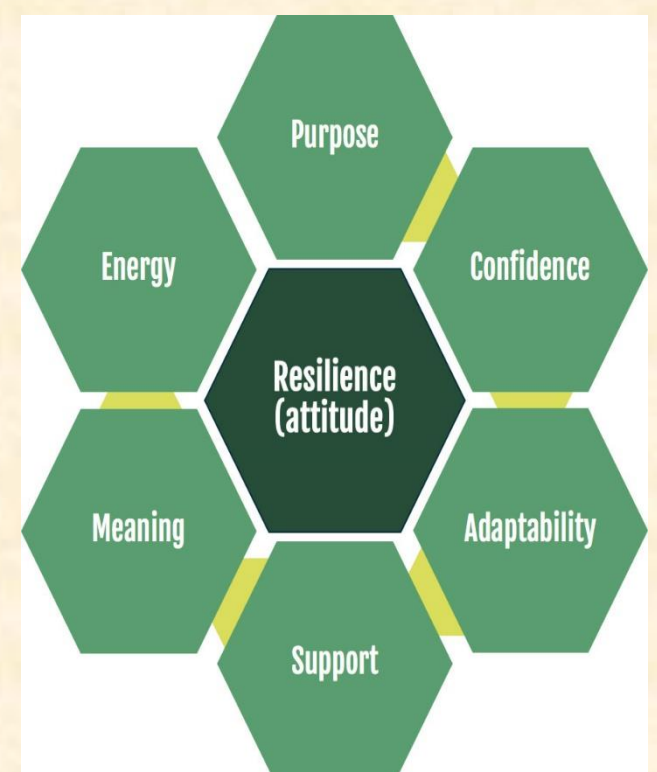 Purpose
Energy
Confidence
Resilience
(attitude)
Meaning
Adaptability
Support